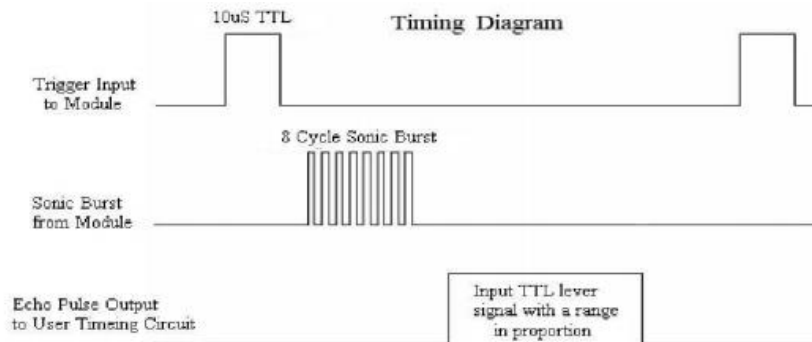 10uS TTL
Timing Diagram
Trigger Input
to Module
8 Cycle Sonic Burst
Sonic Burst
from Module
Echo Pulse Output
to User Timeing Circuit
Input TTL lever
signal with a range
in proportion